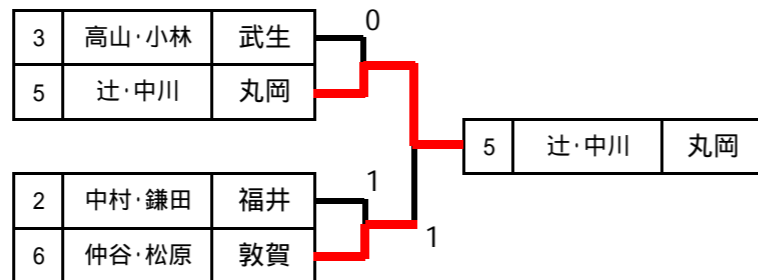 3 高山·小林 武生 0
5 辻·中川 丸岡
5 辻·中川 丸岡
2 中村·鎌田 福井 1
6 仲谷·松原 敦賀 1